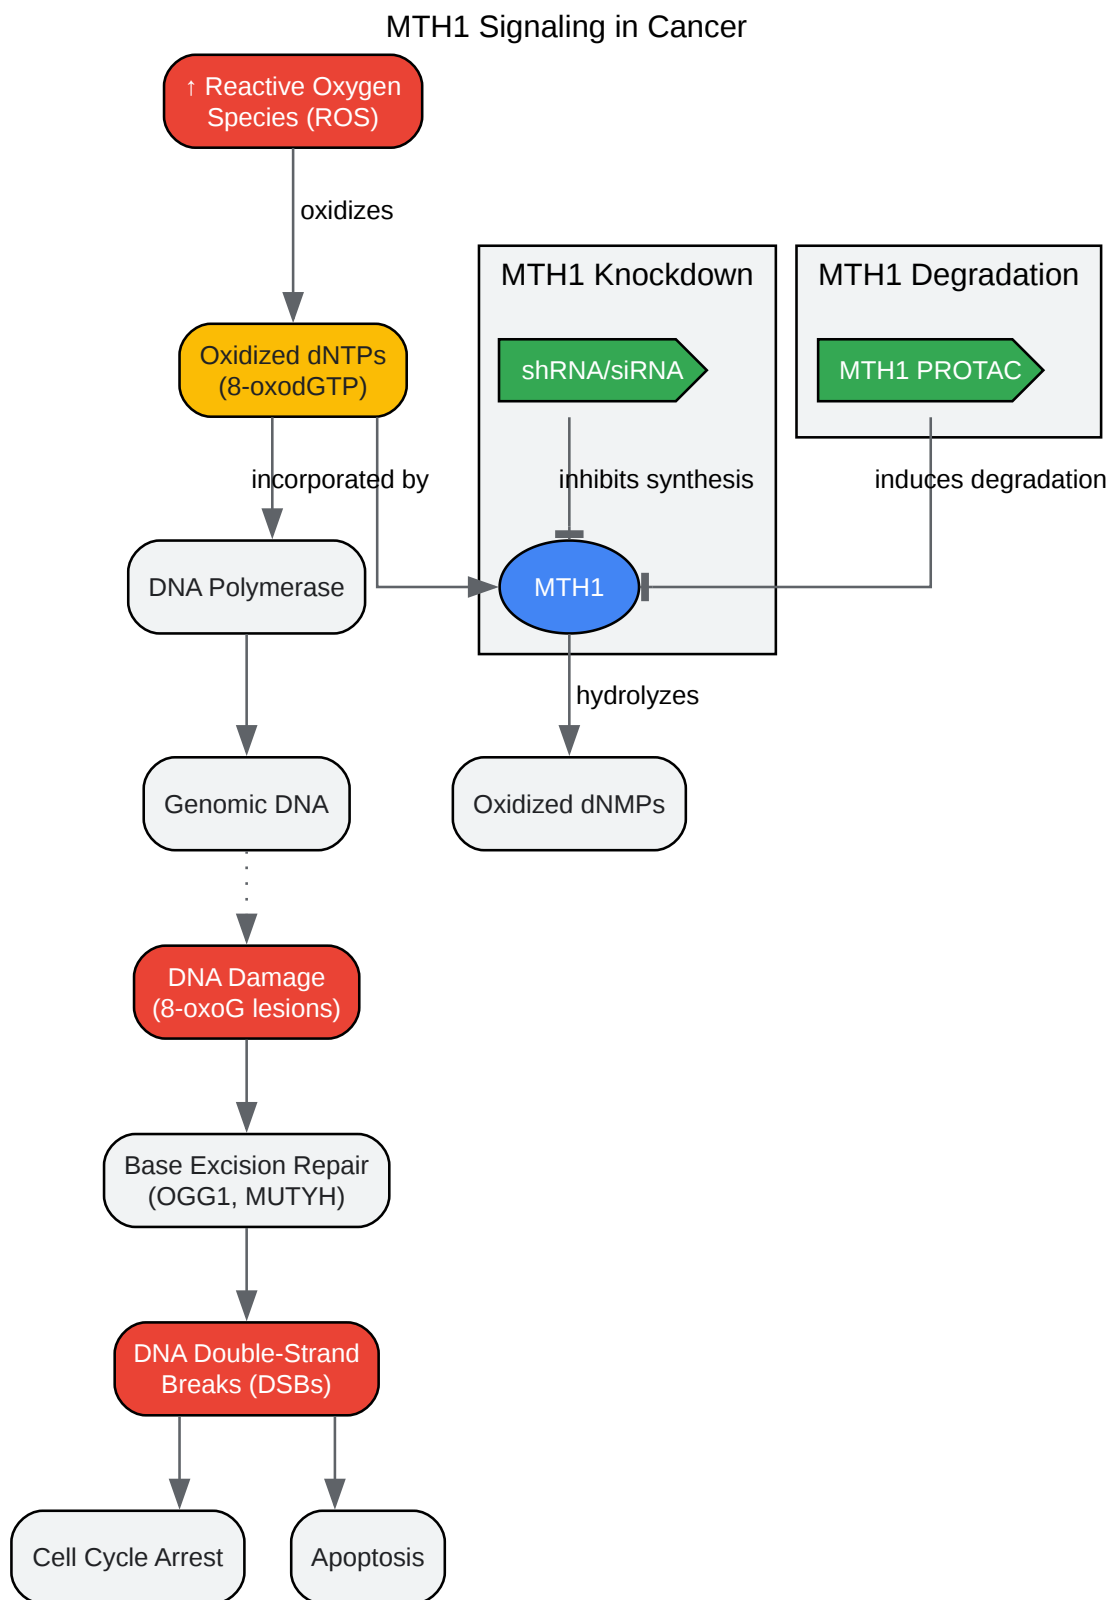 MTH1 Signaling in Cancer
↑ Reactive Oxygen
Species (ROS)
oxidizes
MTH1 Knockdown
MTH1 Degradation
Oxidized dNTPs
(8-oxodGTP)
shRNA/siRNA
MTH1 PROTAC
incorporated by
inhibits synthesis
induces degradation
DNA Polymerase
MTH1
hydrolyzes
Genomic DNA
Oxidized dNMPs
DNA Damage
(8-oxoG lesions)
Base Excision Repair
(OGG1, MUTYH)
DNA Double-Strand
Breaks (DSBs)
Cell Cycle Arrest
Apoptosis